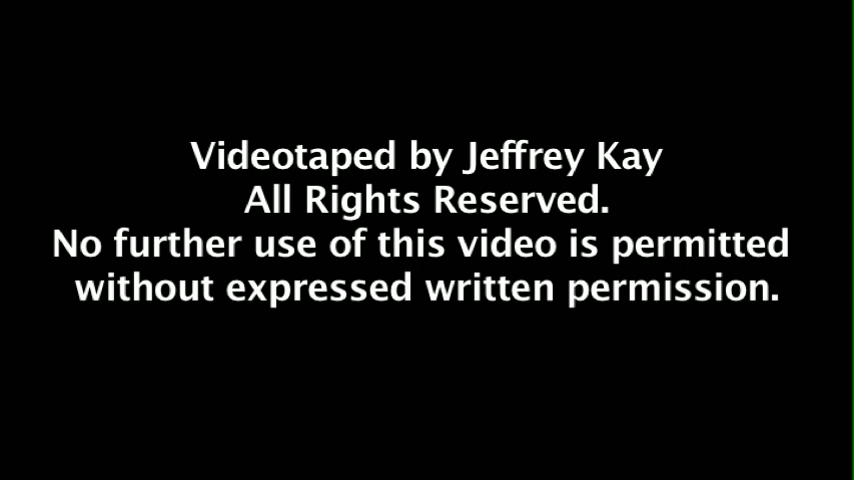 Videotaped by Jeffrey Kay
All Rights Reserved.
No further use of this video is permitted
without expressed written permission.